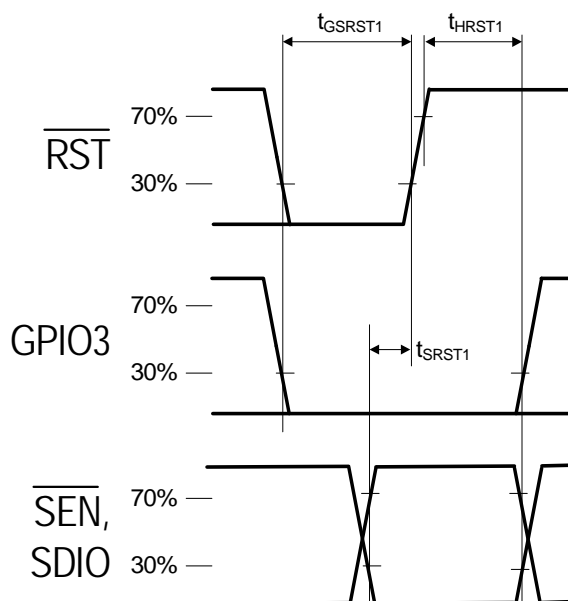 tGSRST1 tHRST1
70%
RST
30%
70%
GPIO3
30% tSRST1
SEN, 70%
SDIO 30%